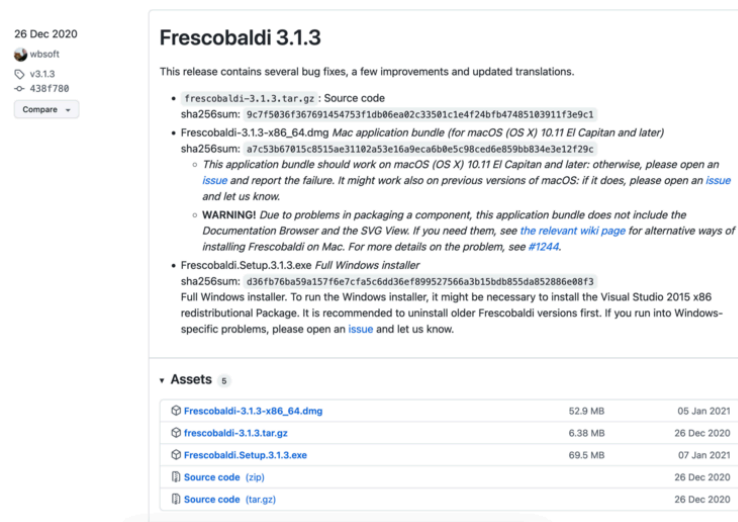 26 Dec 2020
wbsoft
v3.1.3
438f780
Compare
Frescobaldi 3.1.3
This release contains several bug fixes, a few improvements and updated translations.
frescobaldi-3.1.3.tar.gz : Source code
sha256sum: 9c7f5036f367691454753f1db06ea02c33501c1e4f24bfb47485103911f3e9c1
Frescobaldi-3.1.3-x86_64.dmg Mac application bundle (for macOS (OS X) 10.11 El Capitan and later)
sha256sum: a7c53b67015c8515ae31102a53e16a9eca6b0e5c98ced6e859bb834e3e12f29c
This application bundle should work on macOS (OS X) 10.11 El Capitan and later: otherwise, please open an
issue and report the failure. It might work also on previous versions of macOS: if it does, please open an issue
and let us know.
WARNING! Due to problems in packaging a component, this application bundle does not include the
Documentation Browser and the SVG View. If you need them, see the relevant wiki page for alternative ways of
installing Frescobaldi on Mac. For more details on the problem, see #1244.
Frescobaldi.Setup.3.1.3.exe Full Windows installer
sha256sum: d36fb76ba59a157f6e7cfa5c6dd36ef899527566a3b15bdb855da852886e08f3
Full Windows installer. To run the Windows installer, it might be necessary to install the Visual Studio 2015 x86
redistributional Package. It is recommended to uninstall older Frescobaldi versions first. If you run into Windows-
specific problems, please open an issue and let us know.
Assets 5
Frescobaldi-3.1.3-x86_64.dmg 52.9 MB 05 Jan 2021
frescobaldi-3.1.3.tar.gz 6.38 MB 26 Dec 2020
Frescobaldi.Setup.3.1.3.exe 69.5 MB 07 Jan 2021
Source code (zip) 26 Dec 2020
Source code (tar.gz) 26 Dec 2020